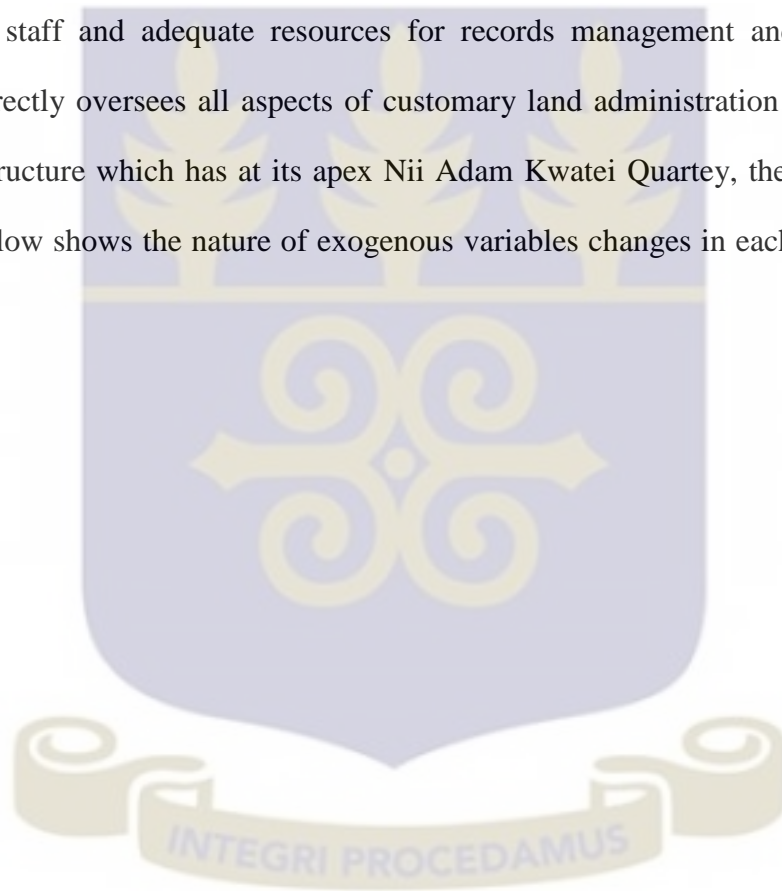 staff and adequate resources for records management and
rectly oversees all aspects of customary land administration
ructure which has at its apex Nii Adam Kwatei Quartey, the
low shows the nature of exogenous variables changes in each
INTEGRI PROCEDAMUS